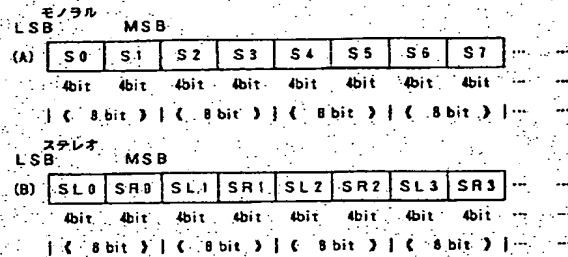 モノラル
LSB MSB
(A) S0 S1 S2 S3 S4 S5 S6 S7 … …
4bit 4bit 4bit 4bit 4bit 4bit 4bit 4bit … …
|《 8bit 》|《 8bit 》|《 8bit 》|《 8bit 》|… …
ステレオ
LSB MSB
(B) SL0 SR0 SL1 SR1 SL2 SR2 SL3 SR3 … …
4bit 4bit 4bit 4bit 4bit 4bit 4bit 4bit … …
|《 8bit 》|《 8bit 》|《 8bit 》|《 8bit 》|… …